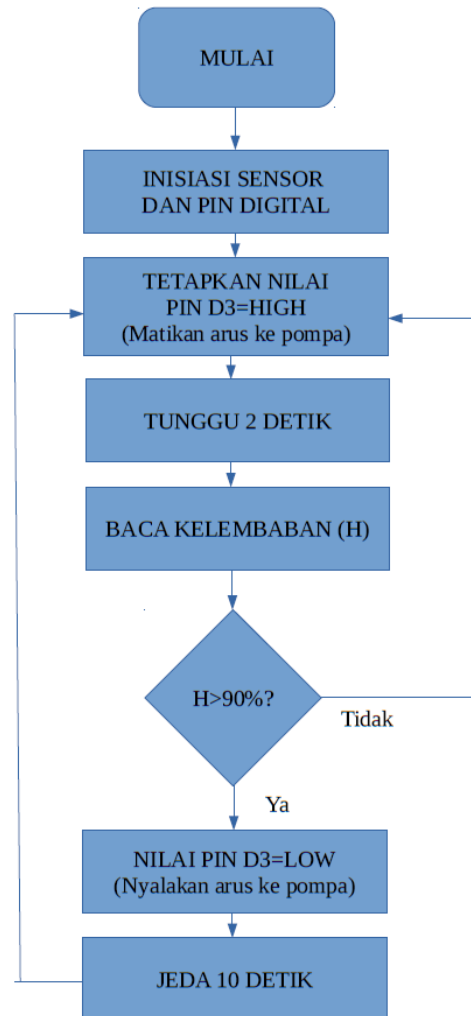 MULAI
INISIASI SENSOR
DAN PIN DIGITAL
TETAPKAN NILAI
PIN D3=HIGH
(Matikan arus ke pompa)
TUNGGU 2 DETIK
BACA KELEMBABAN (H)
H>90%?
Tidak
Ya
NILAI PIN D3=LOW
(Nyalakan arus ke pompa)
JEDA 10 DETIK